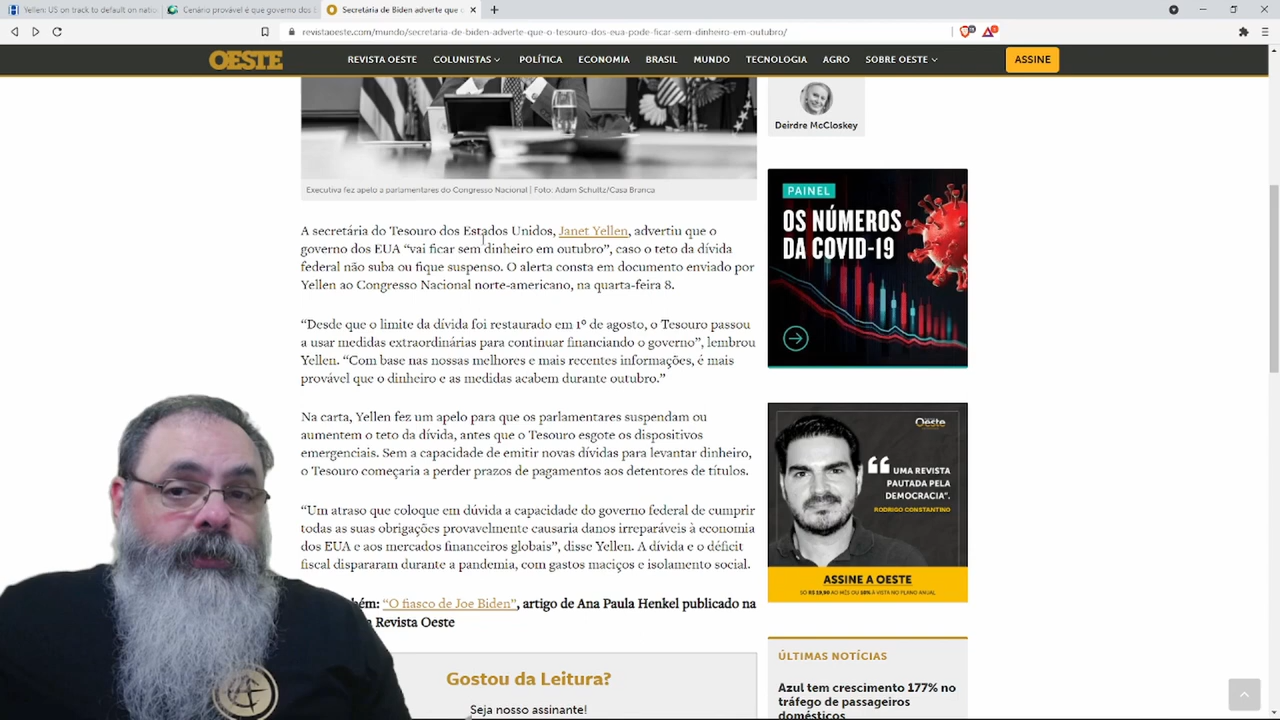 Yellen: US on track to default on natio
Cenário provável é que governo dos E
Secretária de Biden adverte que o
revistaoeste.com/mundo/secretaria-de-biden-adverte-que-o-tesouro-dos-eua-pode-ficar-sem-dinheiro-em-outubro/
OESTE
REVISTA OESTE COLUNISTAS POLÍTICA ECONOMIA BRASIL MUNDO TECNOLOGIA AGRO SOBRE OESTE ASSINE
Deirdre McCloskey
Executiva fez apelo a parlamentares do Congresso Nacional | Foto: Adam Schultz/Casa Branca
A secretária do Tesouro dos Estados Unidos, Janet Yellen, advertiu que o
governo dos EUA “vai ficar sem dinheiro em outubro”, caso o teto da dívida
federal não suba ou fique suspenso. O alerta consta em documento enviado por
Yellen ao Congresso Nacional norte-americano, na quarta-feira 8.
“Desde que o limite da dívida foi restaurado em 1º de agosto, o Tesouro passou
a usar medidas extraordinárias para continuar financiando o governo”, lembrou
Yellen. “Com base nas nossas melhores e mais recentes informações, é mais
provável que o dinheiro e as medidas acabem durante outubro.”
Na carta, Yellen fez um apelo para que os parlamentares suspendam ou
aumentem o teto da dívida, antes que o Tesouro esgote os dispositivos
emergenciais. Sem a capacidade de emitir novas dívidas para levantar dinheiro,
o Tesouro começaria a perder prazos de pagamentos aos detentores de títulos.
“Um atraso que coloque em dúvida a capacidade do governo federal de cumprir
todas as suas obrigações provavelmente causaria danos irreparáveis à economia
dos EUA e aos mercados financeiros globais”, disse Yellen. A dívida e o déficit
fiscal dispararam durante a pandemia, com gastos maciços e isolamento social.
bém: “O fiasco de Joe Biden”, artigo de Ana Paula Henkel publicado na
Revista Oeste
Gostou da Leitura?
Seja nosso assinante!
PAINEL
OS NÚMEROS
DA COVID-19
Oeste
UMA REVISTA
PAUTADA PELA
DEMOCRACIA”.
RODRIGO CONSTANTINO
ASSINE A OESTE
SÓ R$ 19,90 AO MÊS OU 10% À VISTA NO PLANO ANUAL
ÚLTIMAS NOTÍCIAS
Azul tem crescimento 177% no
tráfego de passageiros
domésticos